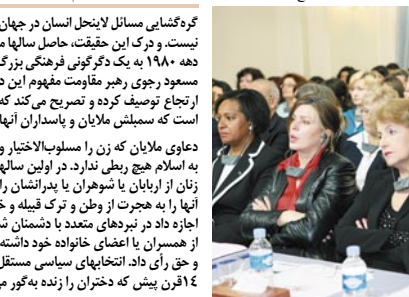 گره‌گشایی مسائل لاینحل انسان در جهان
نیست. و درک این حقیقت، حاصل سالها م
دهه ۱۹۸۰ به یک دگرگونی فرهنگی بزرگ
مسعود رجوی رهبر مقاومت مفهوم این د
ارتجاع توصیف کرده و تصریح می‌کند که
است که سمبلش ملایان و پاسداران آنها
دعاوی ملایان که زن را مسلوب‌الاختیار و
به اسلام هیچ ربطی ندارد. در اولین سالها
زنان از اربابان یا شوهران یا پدرانشان را
آنها را به هجرت از وطن و ترک قبیله و خ
اجازه داد در نبردهای متعدد با دشمنان ش
از همسران یا اعضای خانواده خود داشته
و حق رأی داد. انتخابهای سیاسی مستقل
۱۴قرن پیش که دختران را زنده به‌گور می